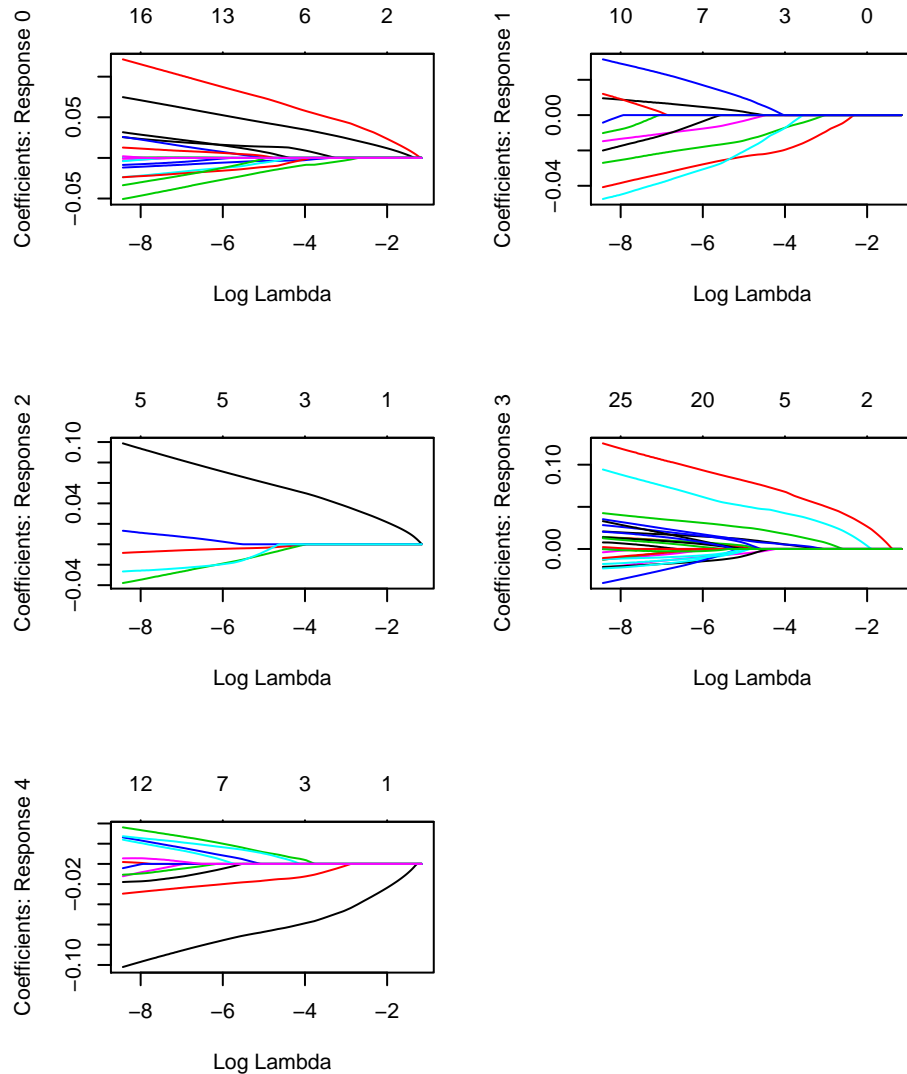 16 13 6 2
Coefficients: Response 0
0.05
−0.05
−8 −6 −4 −2
Log Lambda
10 7 3 0
Coefficients: Response 1
0.00
−0.04
−8 −6 −4 −2
Log Lambda
5 5 3 1
Coefficients: Response 2
0.10
0.04
−0.04
−8 −6 −4 −2
Log Lambda
25 20 5 2
Coefficients: Response 3
0.10
0.00
−8 −6 −4 −2
Log Lambda
12 7 3 1
Coefficients: Response 4
−0.02
−0.10
−8 −6 −4 −2
Log Lambda